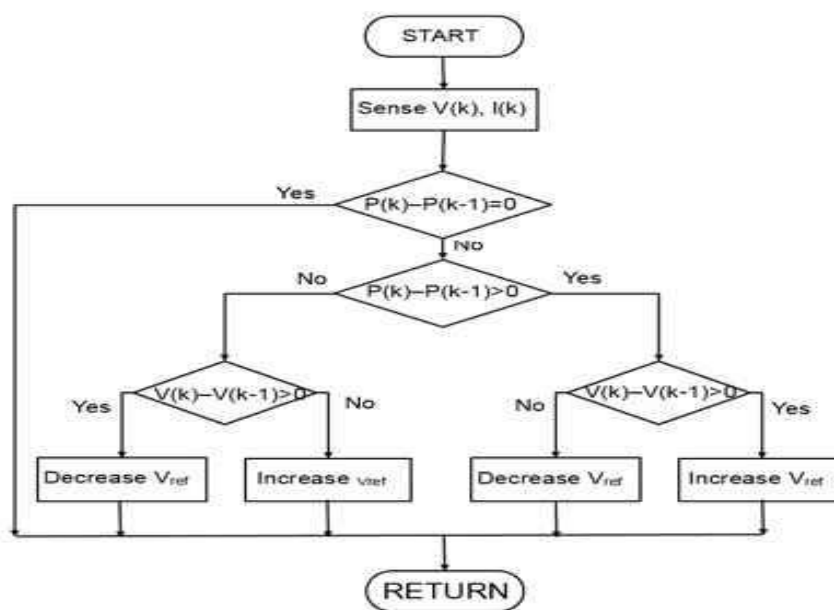 START
Sense V(k), I(k)
Yes
P(k)–P(k-1)=0
No
No
P(k)–P(k-1)>0
Yes
Yes
V(k)–V(k-1)>0
No
No
V(k)–V(k-1)>0
Yes
Decrease Vref
Increase Vref
Decrease Vref
Increase Vref
RETURN